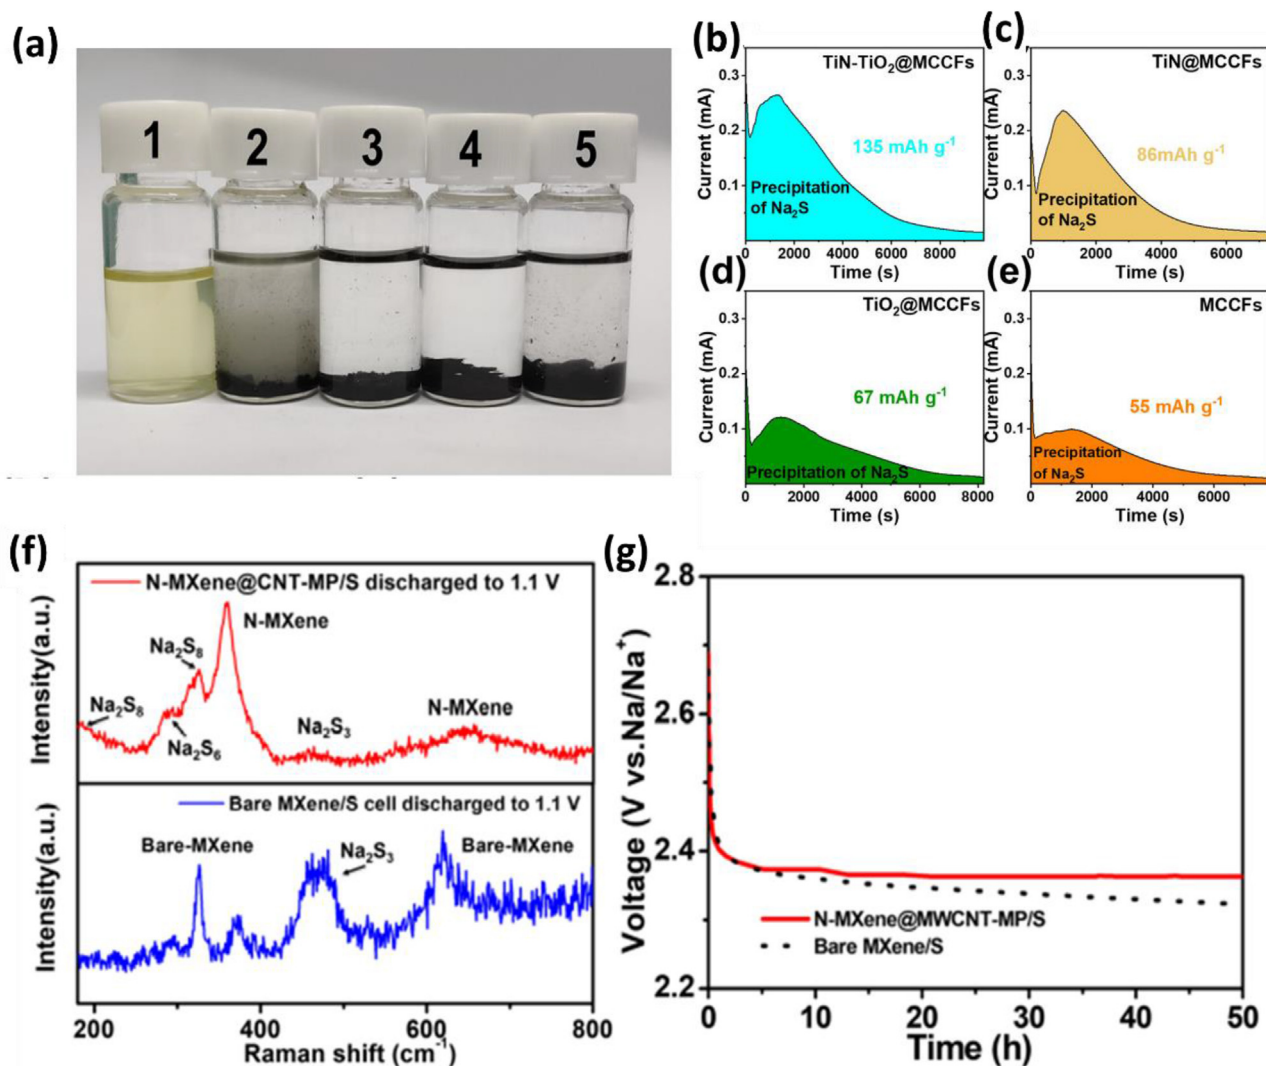 (a)
1 2 3 4 5
(b)
TiN-TiO₂@MCCFs
0.3
0.2
0.1
Current (mA)
135 mAh g⁻¹
Precipitation
of Na₂S
0 2000 4000 6000 8000
Time (s)
(c)
TiN@MCCFs
0.3
0.2
0.1
Current (mA)
86mAh g⁻¹
Precipitation
of Na₂S
0 2000 4000 6000
Time (s)
(d)
TiO₂@MCCFs
0.3
0.2
0.1
Current (mA)
67 mAh g⁻¹
Precipitation of Na₂S
0 2000 4000 6000 8000
Time (s)
(e)
MCCFs
0.3
0.2
0.1
Current (mA)
55 mAh g⁻¹
Precipitation
of Na₂S
0 2000 4000 6000
Time (s)
(f)
N-MXene@CNT-MP/S discharged to 1.1 V
Intensity(a.u.)
N-MXene
Na₂S₈
Na₂S₈
Na₂S₆
Na₂S₃
N-MXene
Bare MXene/S cell discharged to 1.1 V
Intensity(a.u.)
Bare-MXene
Na₂S₃
Bare-MXene
200 400 600 800
Raman shift (cm⁻¹)
(g)
2.8
2.6
2.4
2.2
Voltage (V vs.Na/Na⁺)
N-MXene@MWCNT-MP/S
Bare MXene/S
0 10 20 30 40 50
Time (h)